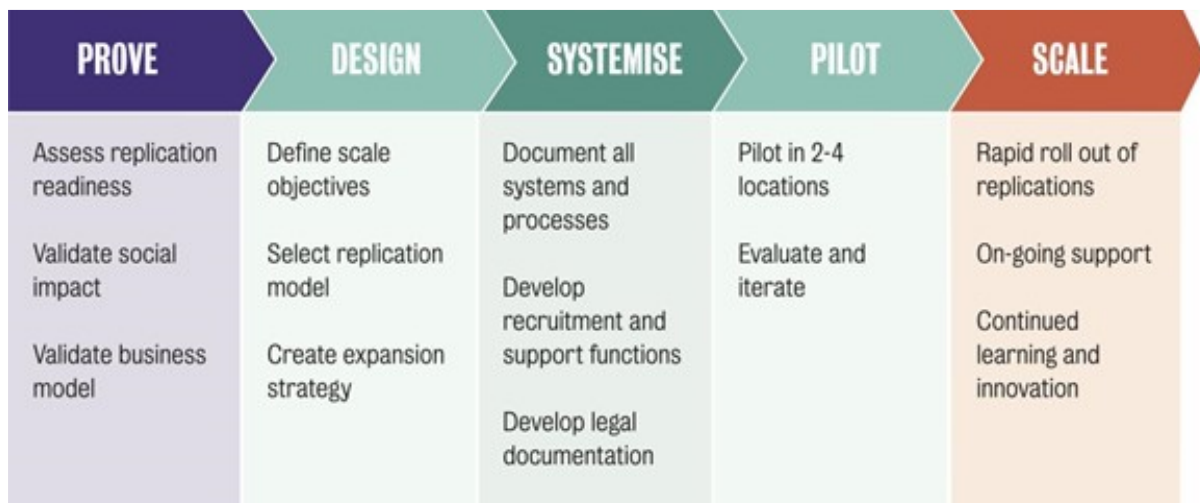 PROVE
DESIGN
SYSTEMISE
PILOT
SCALE
Assess replication
readiness
Validate social
impact
Validate business
model
Define scale
objectives
Select replication
model
Create expansion
strategy
Document all
systems and
processes
Develop
recruitment and
support functions
Develop legal
documentation
Pilot in 2-4
locations
Evaluate and
iterate
Rapid roll out of
replications
On-going support
Continued
learning and
innovation